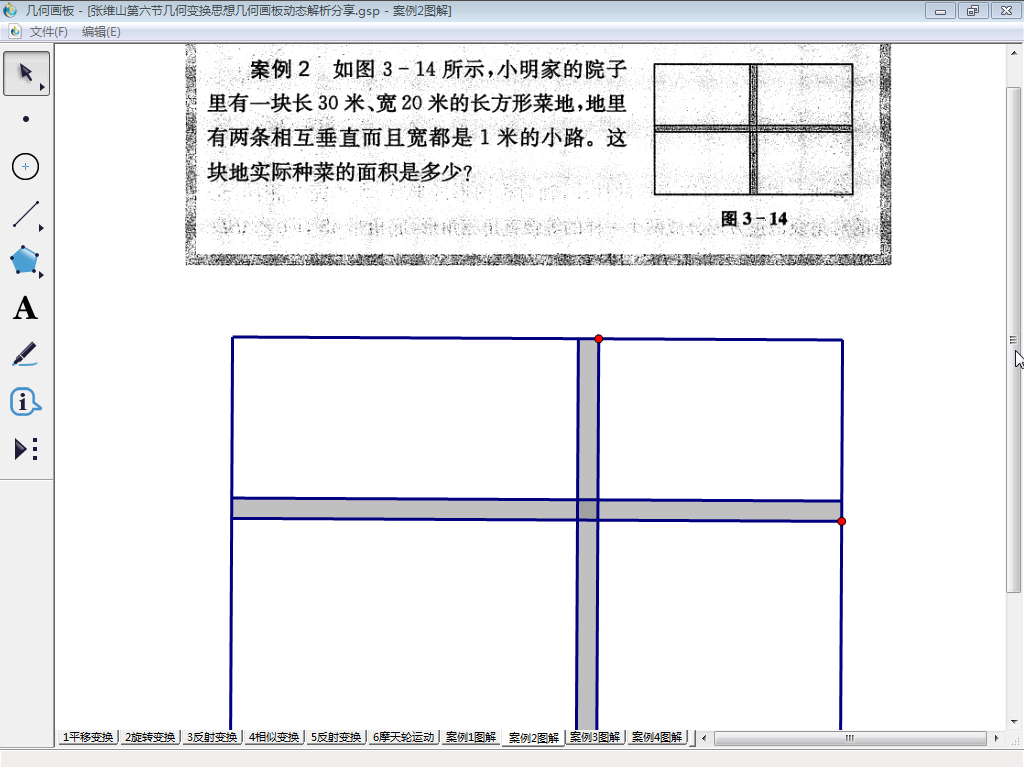 几何画板 - [张维山第六节几何变换思想几何画板动态解析分享.gsp - 案例2图解]
文件(F) 编辑(E)
案例 2 如图 3-14 所示,小明家的院子
里有一块长 30 米、宽 20 米的长方形菜地,地里
有两条相互垂直而且宽都是 1 米的小路。这
块地实际种菜的面积是多少?
图 3-14
A
i
1平移变换 2旋转变换 3反射变换 4相似变换 5反射变换 6摩天轮运动 案例1图解 案例2图解 案例3图解 案例4图解